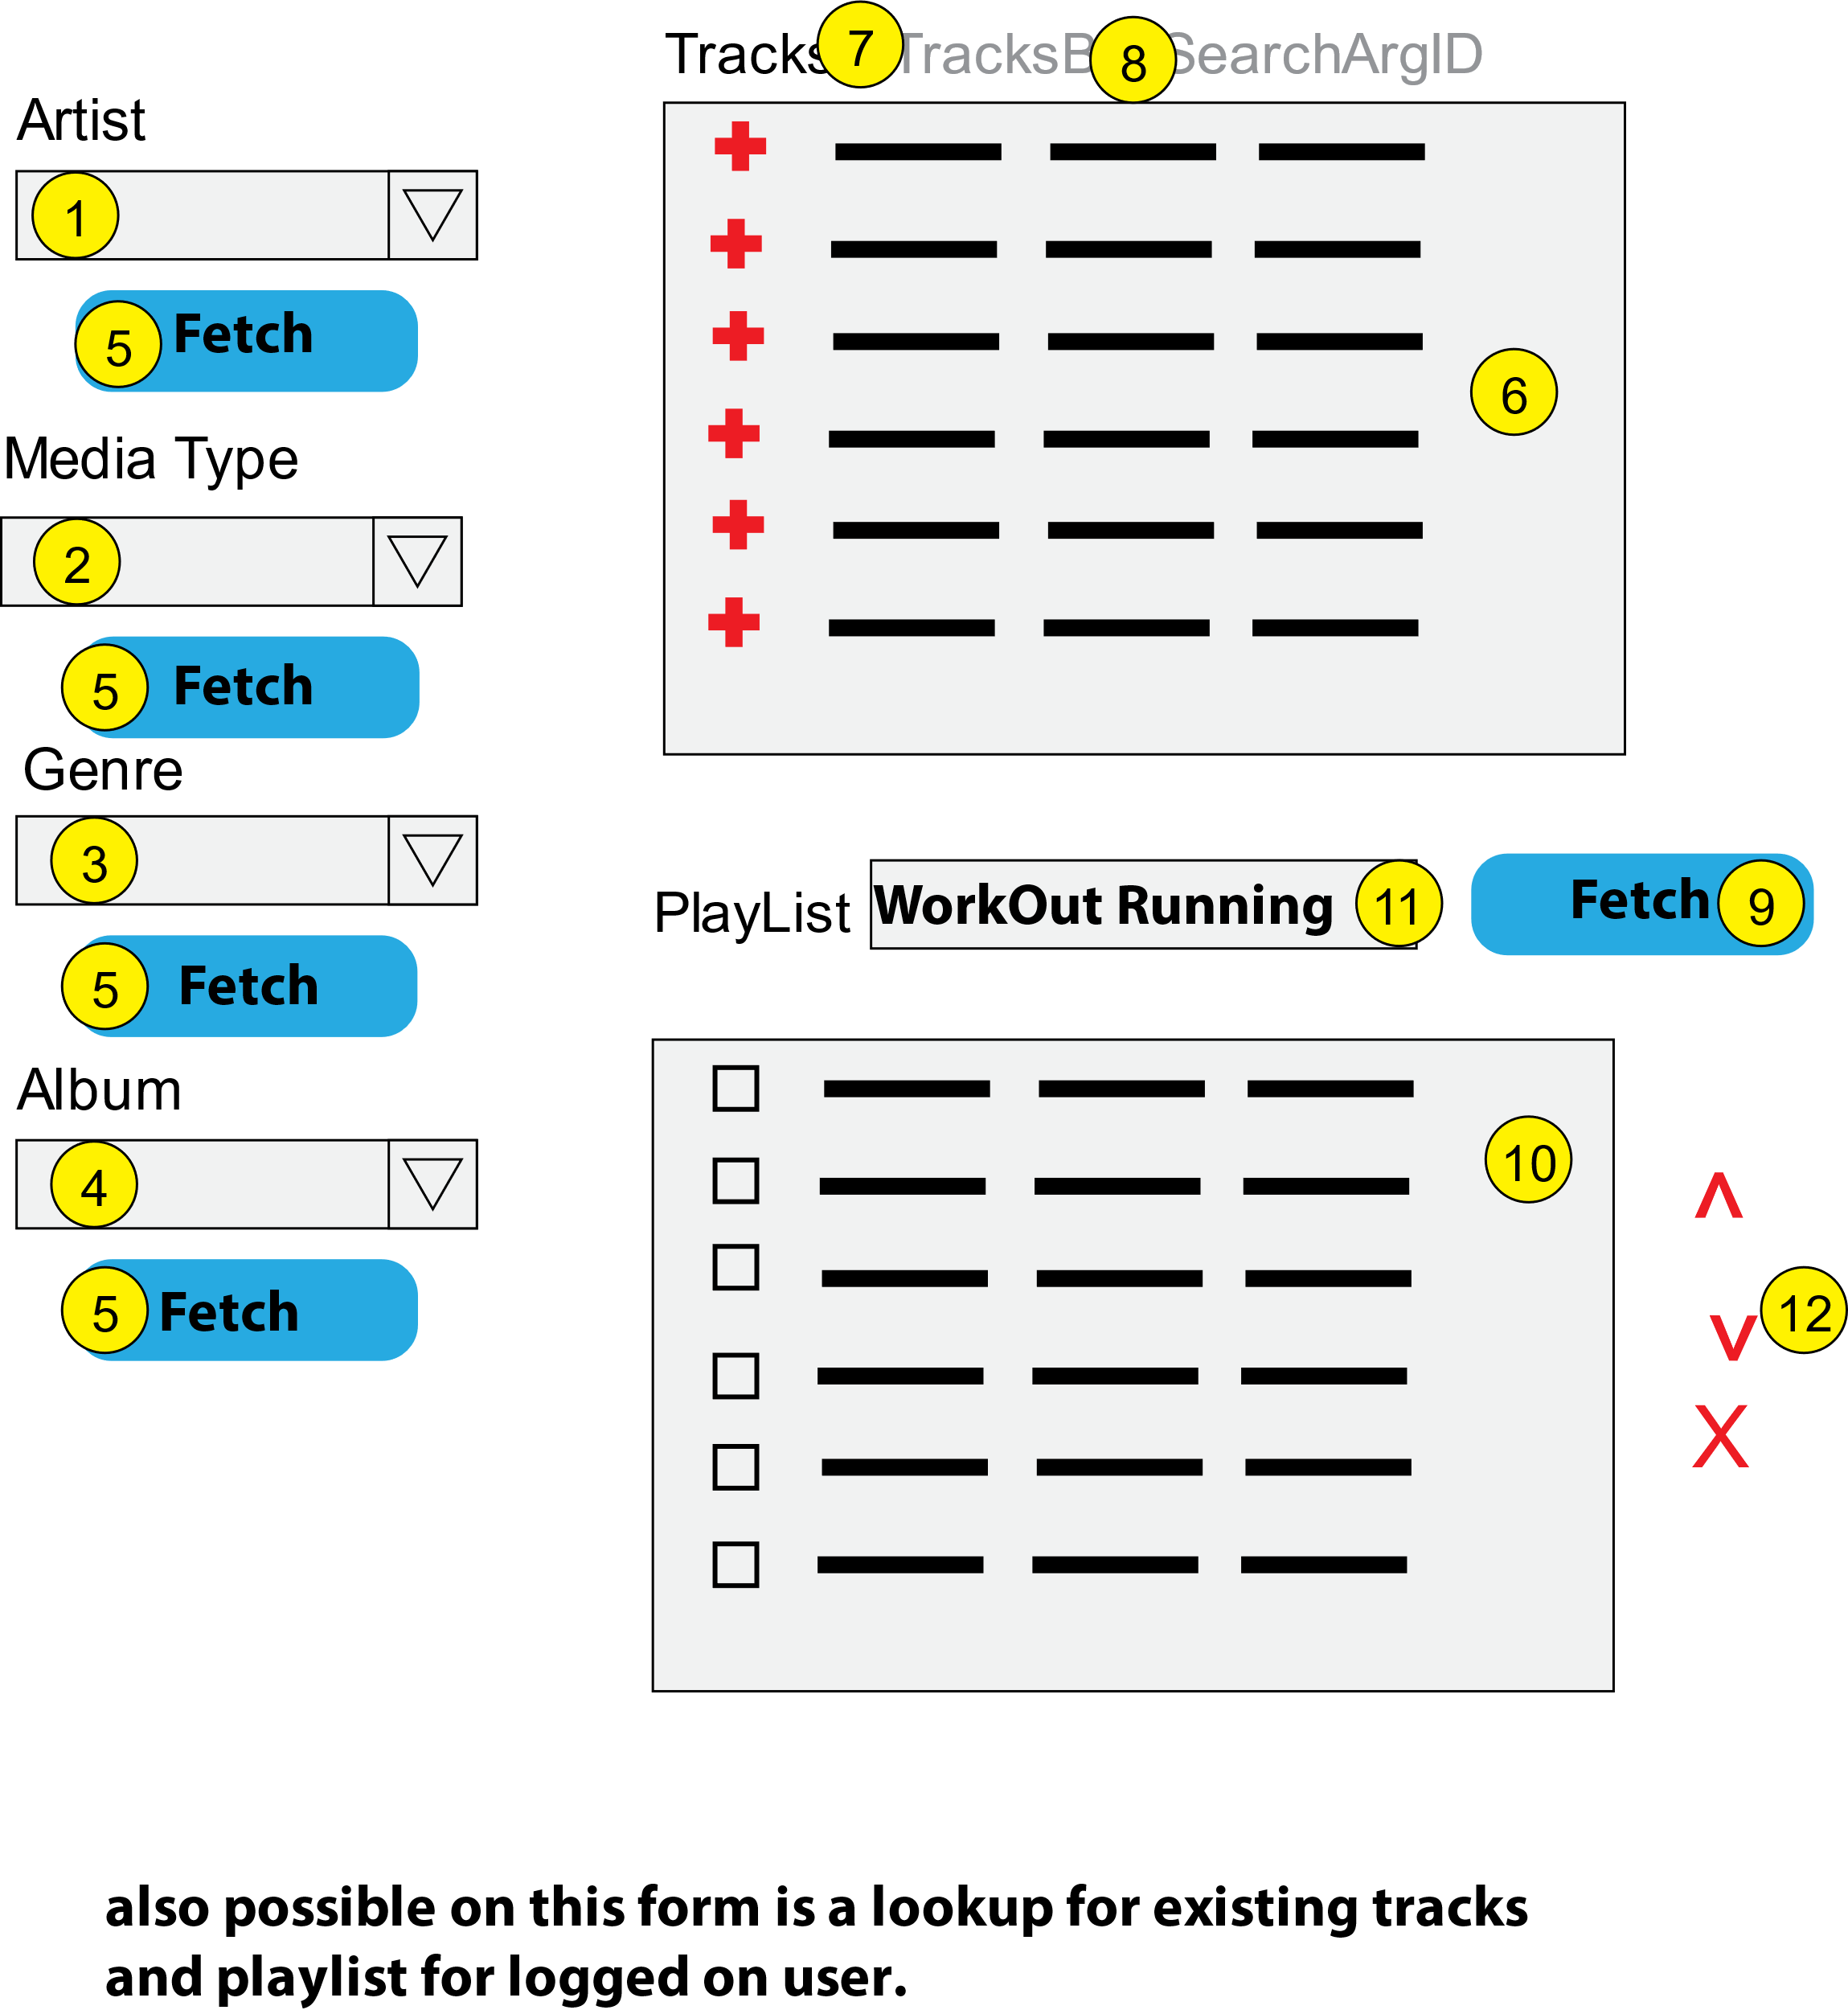 Artist
1
5 Fetch
Media Type
2
5 Fetch
Genre
3
5 Fetch
Album
4
5 Fetch
Tracks 7 TracksB 8 SearchArgID
6
PlayList WorkOut Running 11 Fetch 9
10
^
v 12
X
also possible on this form is a lookup for existing tracks
and playlist for logged on user.